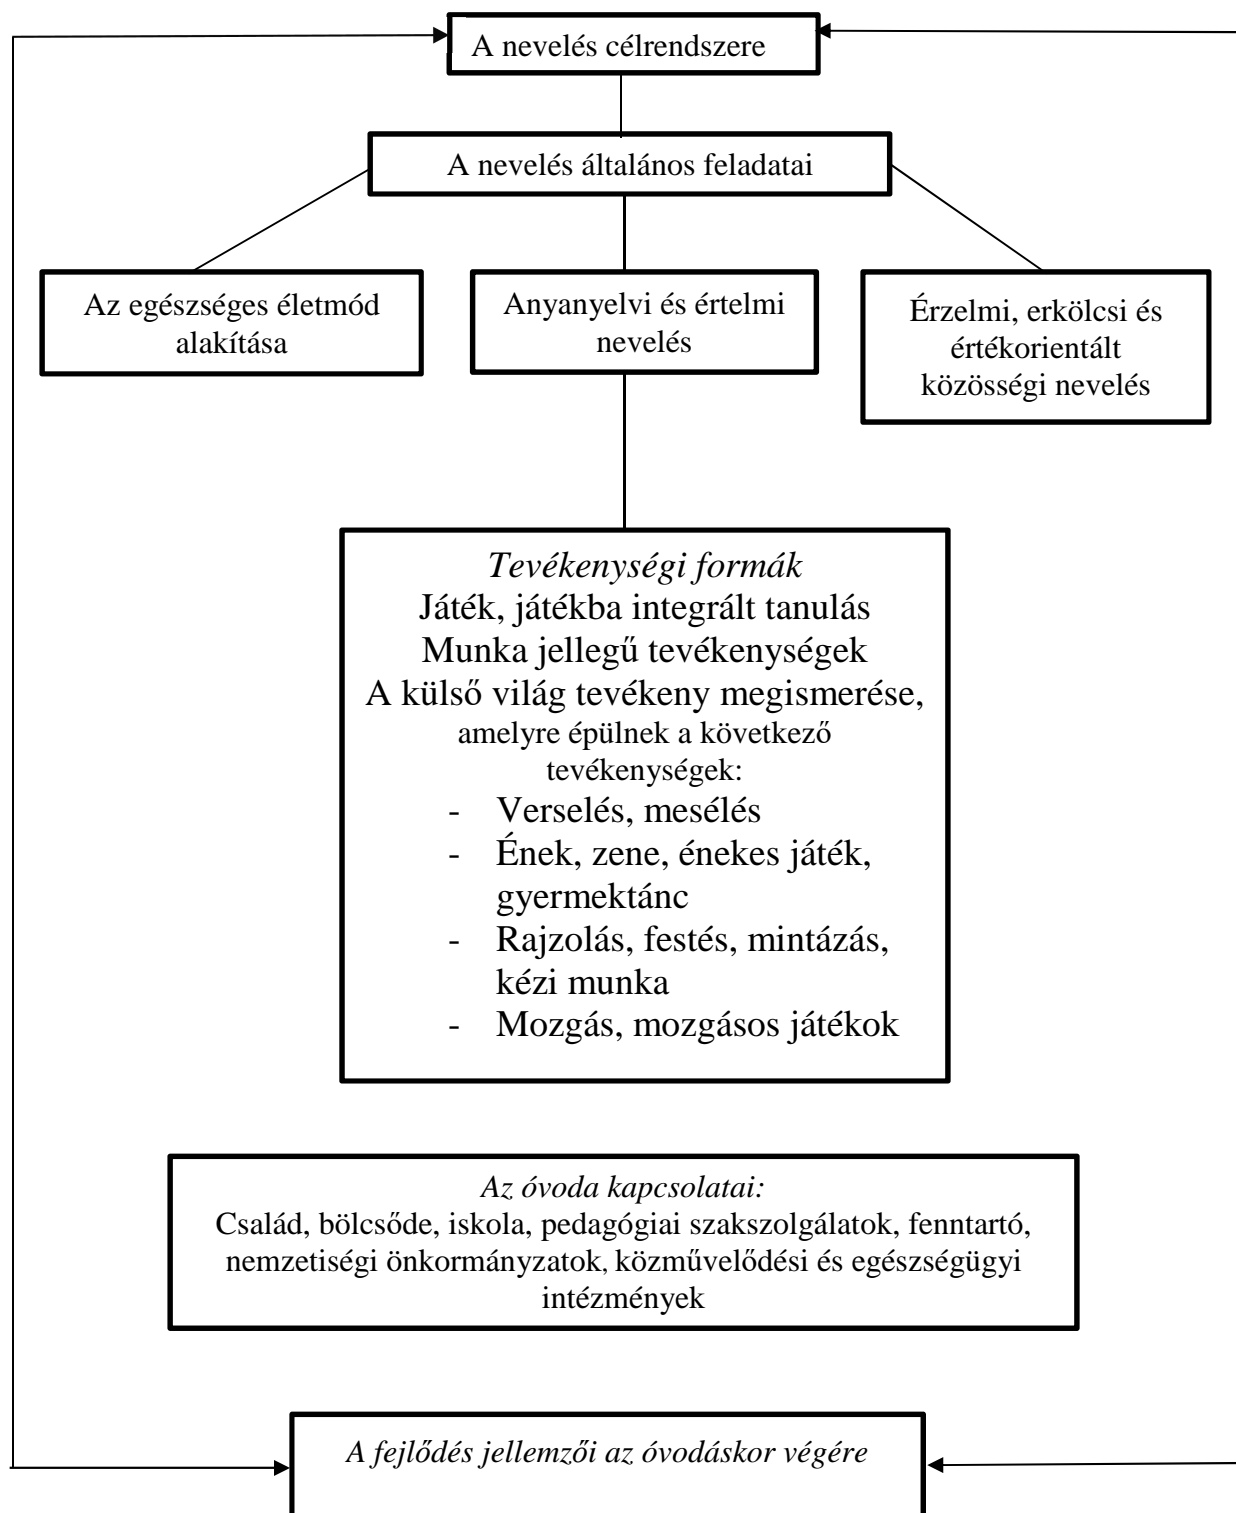 A nevelés célrendszere
A nevelés általános feladatai
Az egészséges életmód
alakítása
Anyanyelvi és értelmi
nevelés
Érzelmi, erkölcsi és
értékorientált
közösségi nevelés
Tevékenységi formák
Játék, játékba integrált tanulás
Munka jellegű tevékenységek
A külső világ tevékeny megismerése,
amelyre épülnek a következő
tevékenységek:
- Verselés, mesélés
- Ének, zene, énekes játék,
gyermektánc
- Rajzolás, festés, mintázás,
kézi munka
- Mozgás, mozgásos játékok
Az óvoda kapcsolatai:
Család, bölcsőde, iskola, pedagógiai szakszolgálatok, fenntartó,
nemzetiségi önkormányzatok, közművelődési és egészségügyi
intézmények
A fejlődés jellemzői az óvodáskor végére